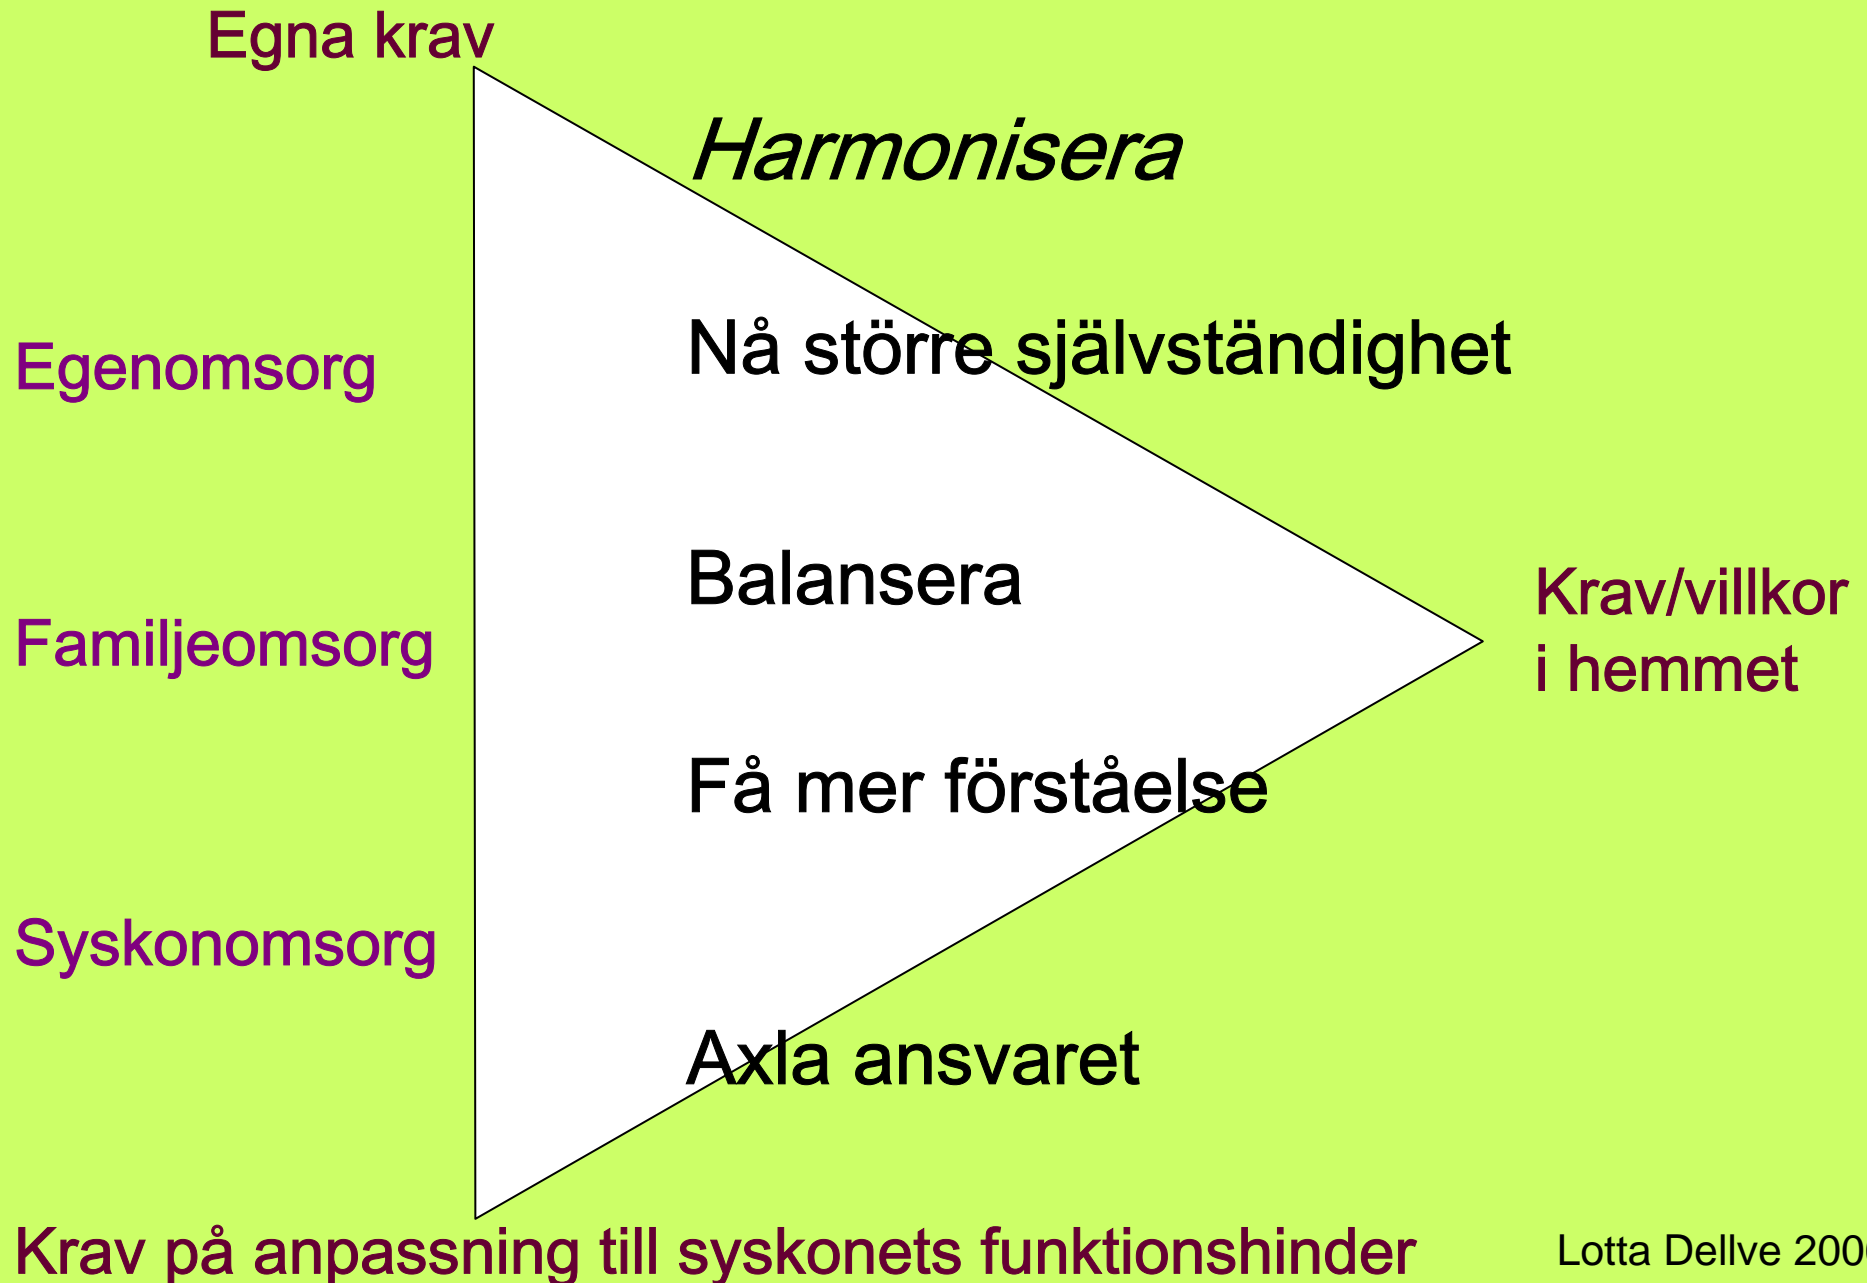 Egna krav
Harmonisera
Nå större självständighet
Egenomsorg
Balansera
Krav/villkor
i hemmet
Familjeomsorg
Få mer förståelse
Syskonomsorg
Axla ansvaret
Krav på anpassning till syskonets funktionshinder
Lotta Dellve